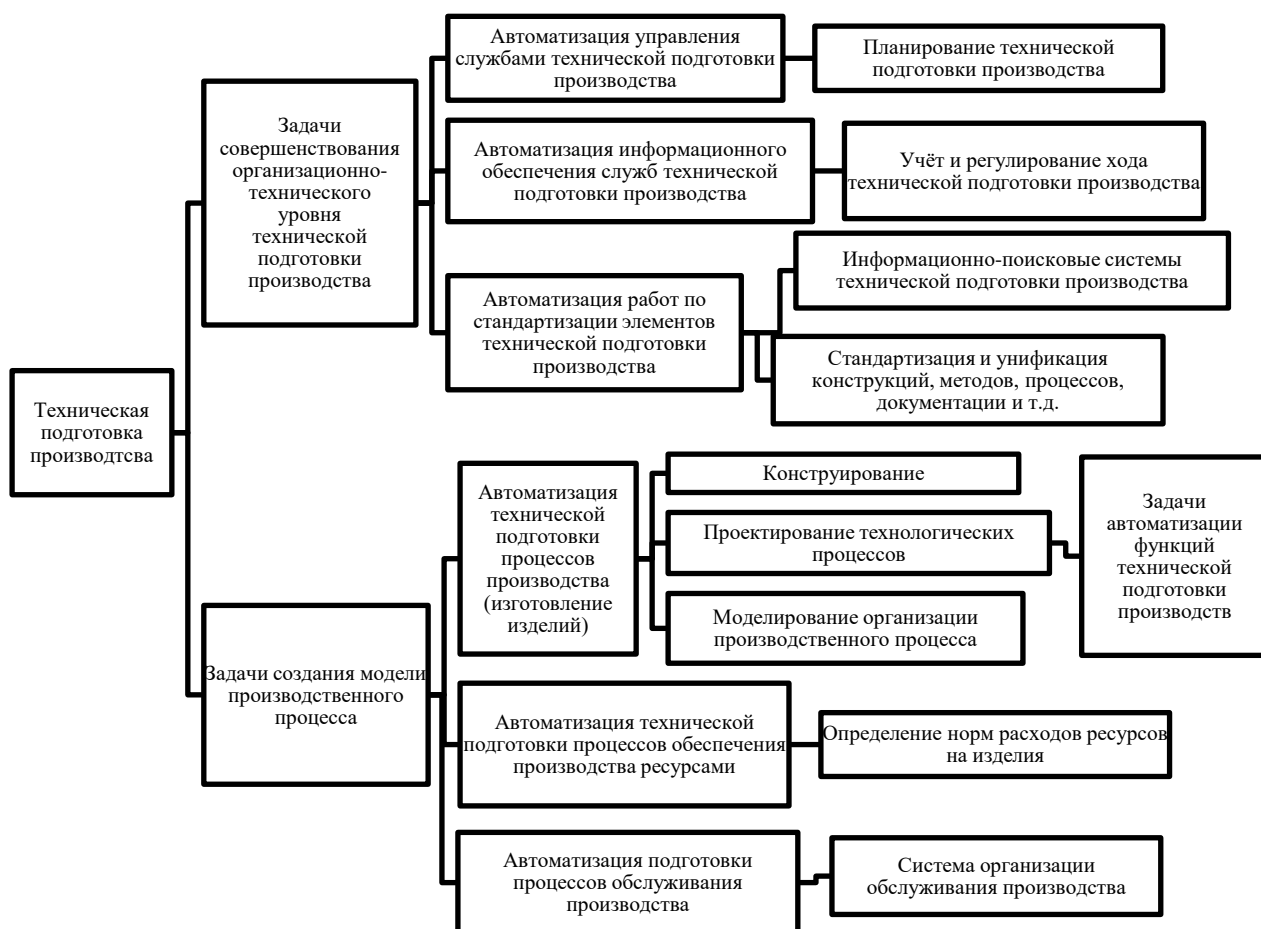 Автоматизация управления
службами технической подготовки
производства
Планирование технической
подготовки производства
Задачи
совершенствования
организационно-
технического
уровня
технической
подготовки
производства
Автоматизация информационного
обеспечения служб технической
подготовки производства
Учёт и регулирование хода
технической подготовки производства
Автоматизация работ по
стандартизации элементов
технической подготовки
производства
Информационно-поисковые системы
технической подготовки производства
Стандартизация и унификация
конструкций, методов, процессов,
документации и т.д.
Техническая
подготовка
производтсва
Автоматизация
технической
подготовки
процессов
производства
(изготовление
изделий)
Конструирование
Проектирование технологических
процессов
Моделирование организации
производственного процесса
Задачи
автоматизации
функций
технической
подготовки
производств
Задачи создания модели
производственного
процесса
Автоматизация технической
подготовки процессов обеспечения
производства ресурсами
Определение норм расходов ресурсов
на изделия
Автоматизация подготовки
процессов обслуживания
производства
Система организации
обслуживания производства